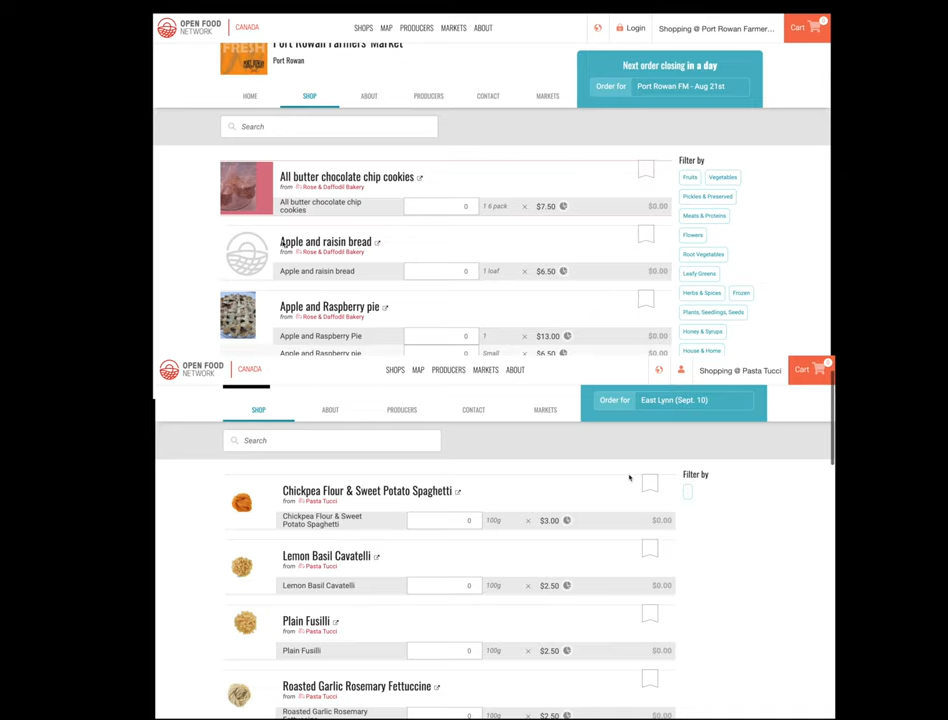 OPEN FOOD NETWORK | CANADA SHOPS MAP PRODUCERS MARKETS ABOUT Login Shopping @ Port Rowan Farmer... Cart 0
FRESH
Port Rowan Farmers' Market
Port Rowan
Next order closing in a day
Order for Port Rowan FM - Aug 21st
HOME SHOP ABOUT PRODUCERS CONTACT MARKETS
Search
All butter chocolate chip cookies
from Rose & Daffodil Bakery
All butter chocolate chip cookies 0 1 6 pack × $7.50 $0.00
Apple and raisin bread
from Rose & Daffodil Bakery
Apple and raisin bread 0 1 loaf × $6.50 $0.00
Apple and Raspberry pie
from Rose & Daffodil Bakery
Apple and Raspberry Pie 0 1 × $13.00 $0.00
Apple and Raspberry pie 0 Small × $6.50 $0.00
Filter by
Fruits Vegetables
Pickles & Preserved
Meats & Proteins
Flowers
Root Vegetables
Leafy Greens
Herbs & Spices Frozen
Plants, Seedlings, Seeds
Honey & Syrups
House & Home
OPEN FOOD NETWORK | CANADA SHOPS MAP PRODUCERS MARKETS ABOUT Shopping @ Pasta Tucci Cart 0
Order for East Lynn (Sept. 10)
SHOP ABOUT PRODUCERS CONTACT MARKETS
Search
Filter by
Chickpea Flour & Sweet Potato Spaghetti
from Pasta Tucci
Chickpea Flour & Sweet Potato Spaghetti 0 100g × $3.00 $0.00
Lemon Basil Cavatelli
from Pasta Tucci
Lemon Basil Cavatelli 0 100g × $2.50 $0.00
Plain Fusilli
from Pasta Tucci
Plain Fusilli 0 100g × $2.50 $0.00
Roasted Garlic Rosemary Fettuccine
from Pasta Tucci
Roasted Garlic Rosemary 0 100g × $2.50 $0.00